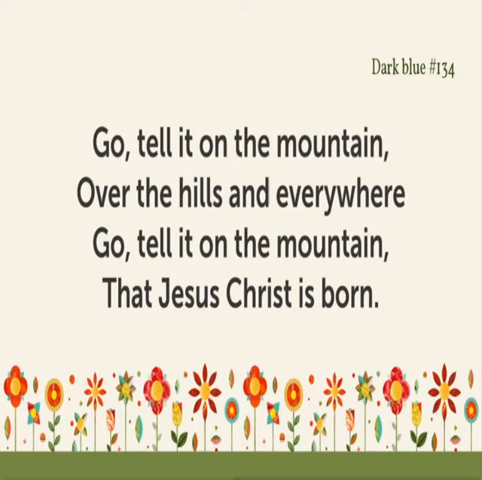 Dark blue #134
Go, tell it on the mountain,
Over the hills and everywhere
Go, tell it on the mountain,
That Jesus Christ is born.